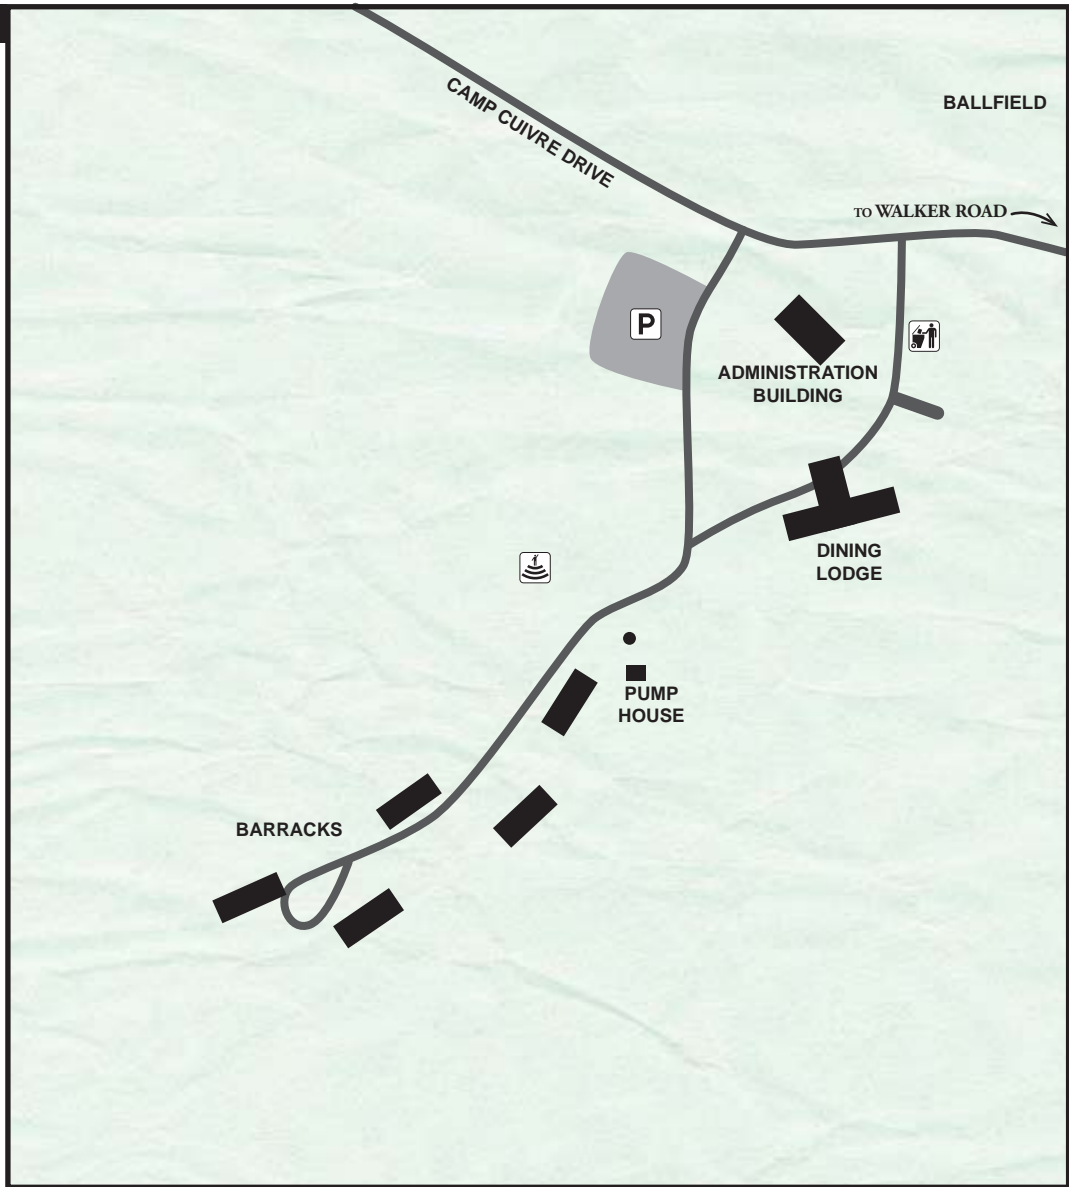 CAMP CUIVRE DRIVE
BALLFIELD
TO WALKER ROAD
P
ADMINISTRATION
BUILDING
DINING
LODGE
PUMP
HOUSE
BARRACKS